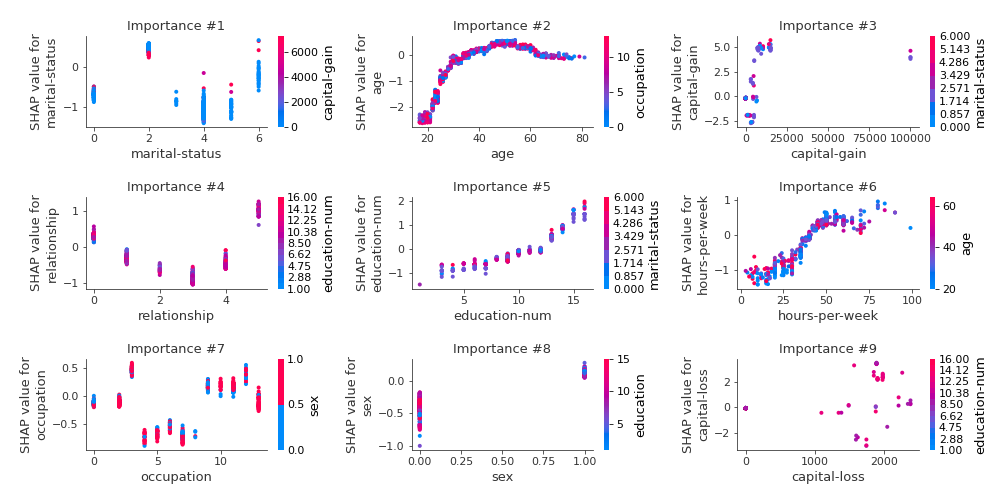 Importance #1
SHAP value for
marital-status
0
−1
0
2
4
6
marital-status
6000
4000
2000
0
capital-gain
Importance #2
SHAP value for
age
0
−1
−2
20
40
60
80
age
10
5
0
occupation
Importance #3
SHAP value for
capital-gain
5.0
2.5
0.0
−2.5
0
25000
50000
75000
100000
capital-gain
6.000
5.143
4.286
3.429
2.571
1.714
0.857
0.000
marital-status
Importance #4
SHAP value for
relationship
1
0
−1
0
2
4
relationship
16.00
14.12
12.25
10.38
8.50
6.62
4.75
2.88
1.00
education-num
Importance #5
SHAP value for
education-num
2
1
0
−1
5
10
15
education-num
6.000
5.143
4.286
3.429
2.571
1.714
0.857
0.000
marital-status
Importance #6
SHAP value for
hours-per-week
1
0
−1
0
25
50
75
100
hours-per-week
60
40
20
age
Importance #7
SHAP value for
occupation
0.5
0.0
−0.5
0
5
10
occupation
1.0
0.5
0.0
sex
Importance #8
SHAP value for
sex
0.0
−0.5
−1.0
0.00
0.25
0.50
0.75
1.00
sex
15
10
5
education
Importance #9
SHAP value for
capital-loss
2
0
−2
0
1000
2000
capital-loss
16.00
14.12
12.25
10.38
8.50
6.62
4.75
2.88
1.00
education-num